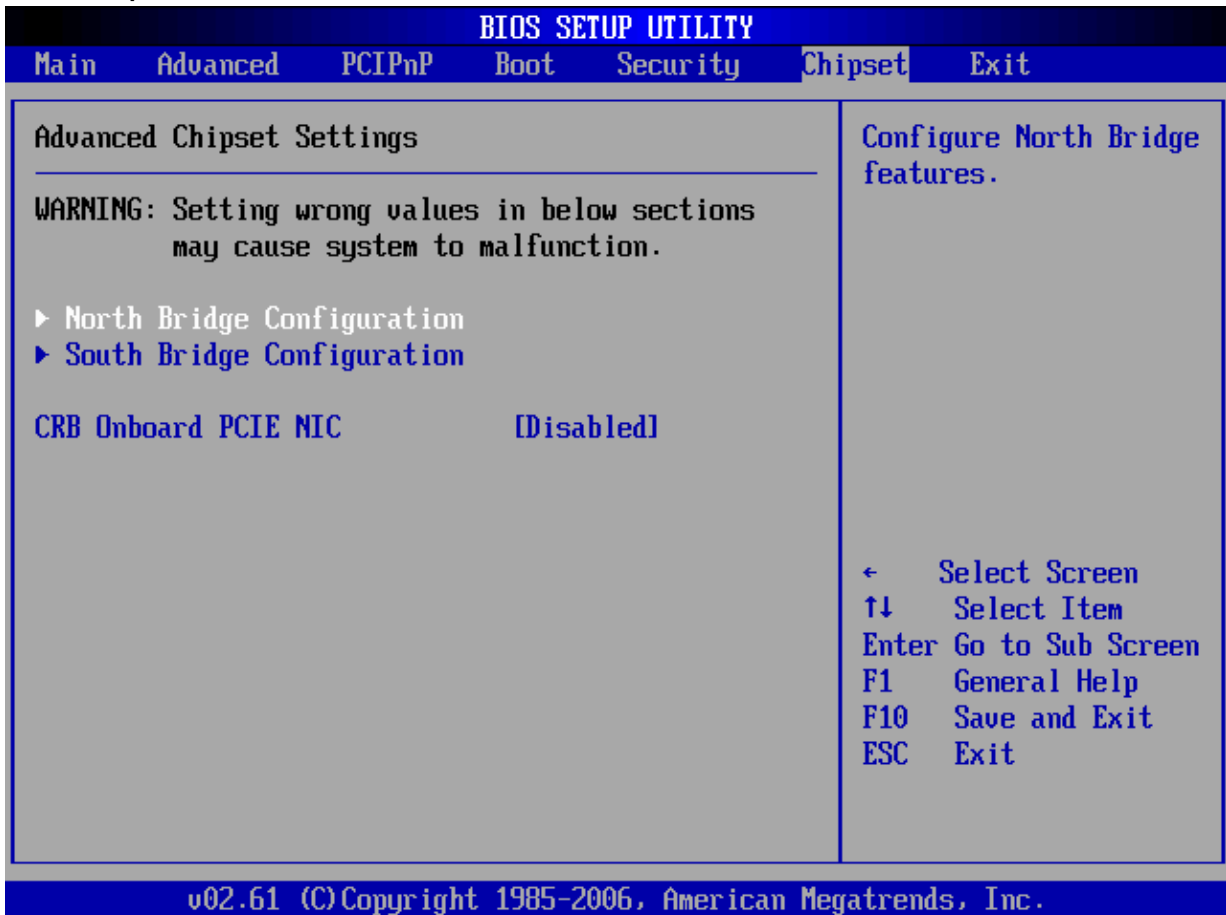 BIOS SETUP UTILITY
Main Advanced PCIPnP Boot Security Chipset Exit
Advanced Chipset Settings
WARNING: Setting wrong values in below sections
may cause system to malfunction.
▶ North Bridge Configuration
▶ South Bridge Configuration
CRB Onboard PCIE NIC [Disabled]
Configure North Bridge
features.
← Select Screen
↑↓ Select Item
Enter Go to Sub Screen
F1 General Help
F10 Save and Exit
ESC Exit
v02.61 (C)Copyright 1985-2006, American Megatrends, Inc.